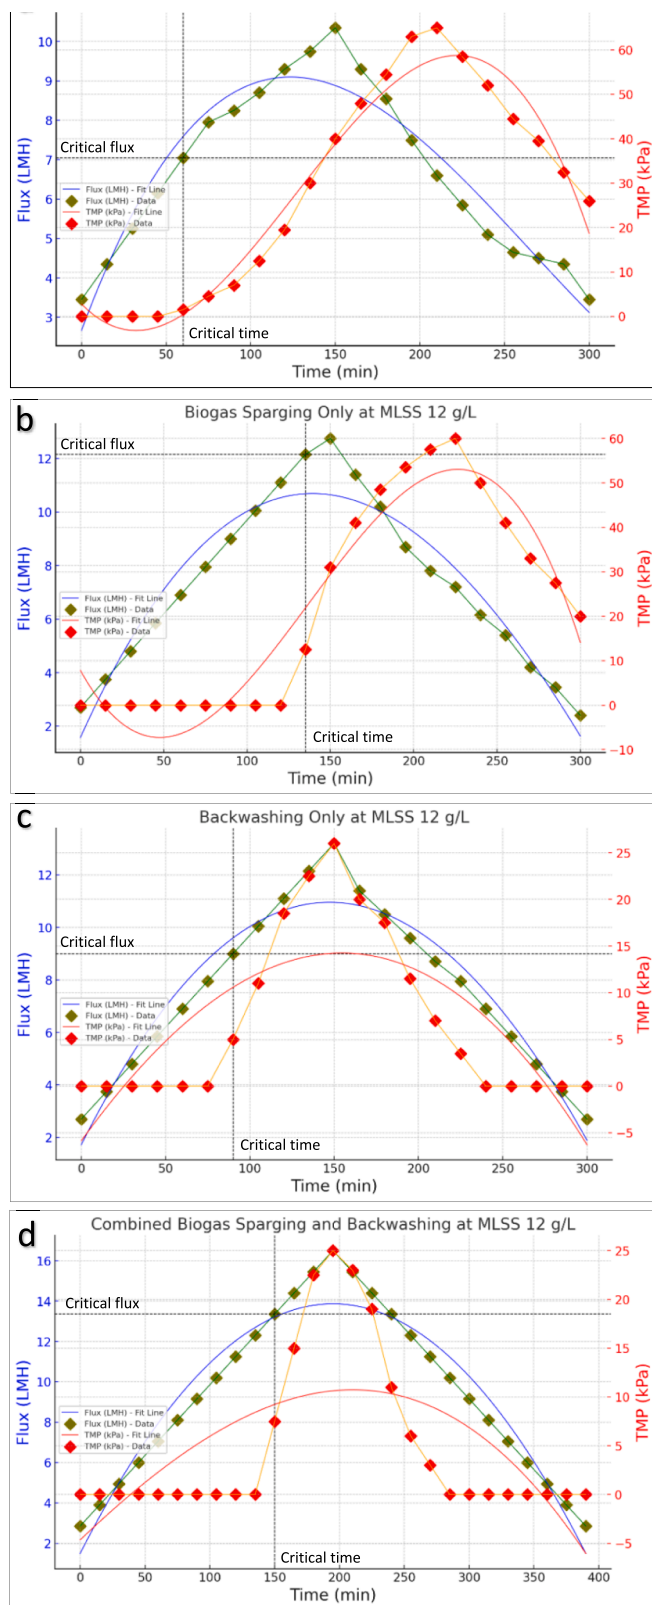 10
9
8
7
6
5
4
3
Flux (LMH)
60
50
40
30
20
10
0
TMP (kPa)
Critical flux
Flux (LMH) - Fit Line
Flux (LMH) - Data
TMP (kPa) - Fit Line
TMP (kPa) - Data
Critical time
0 50 100 150 200 250 300
Time (min)
b
Biogas Sparging Only at MLSS 12 g/L
12
10
8
6
4
2
Flux (LMH)
60
50
40
30
20
10
0
−10
TMP (kPa)
Critical flux
Flux (LMH) - Fit Line
Flux (LMH) - Data
TMP (kPa) - Fit Line
TMP (kPa) - Data
Critical time
0 50 100 150 200 250 300
Time (min)
c
Backwashing Only at MLSS 12 g/L
12
10
8
6
4
2
Flux (LMH)
25
20
15
10
5
0
−5
TMP (kPa)
Critical flux
Flux (LMH) - Fit Line
Flux (LMH) - Data
TMP (kPa) - Fit Line
TMP (kPa) - Data
Critical time
0 50 100 150 200 250 300
Time (min)
d
Combined Biogas Sparging and Backwashing at MLSS 12 g/L
16
14
12
10
8
6
4
2
Flux (LMH)
25
20
15
10
5
0
−5
TMP (kPa)
Critical flux
Flux (LMH) - Fit Line
Flux (LMH) - Data
TMP (kPa) - Fit Line
TMP (kPa) - Data
Critical time
0 50 100 150 200 250 300 350 400
Time (min)